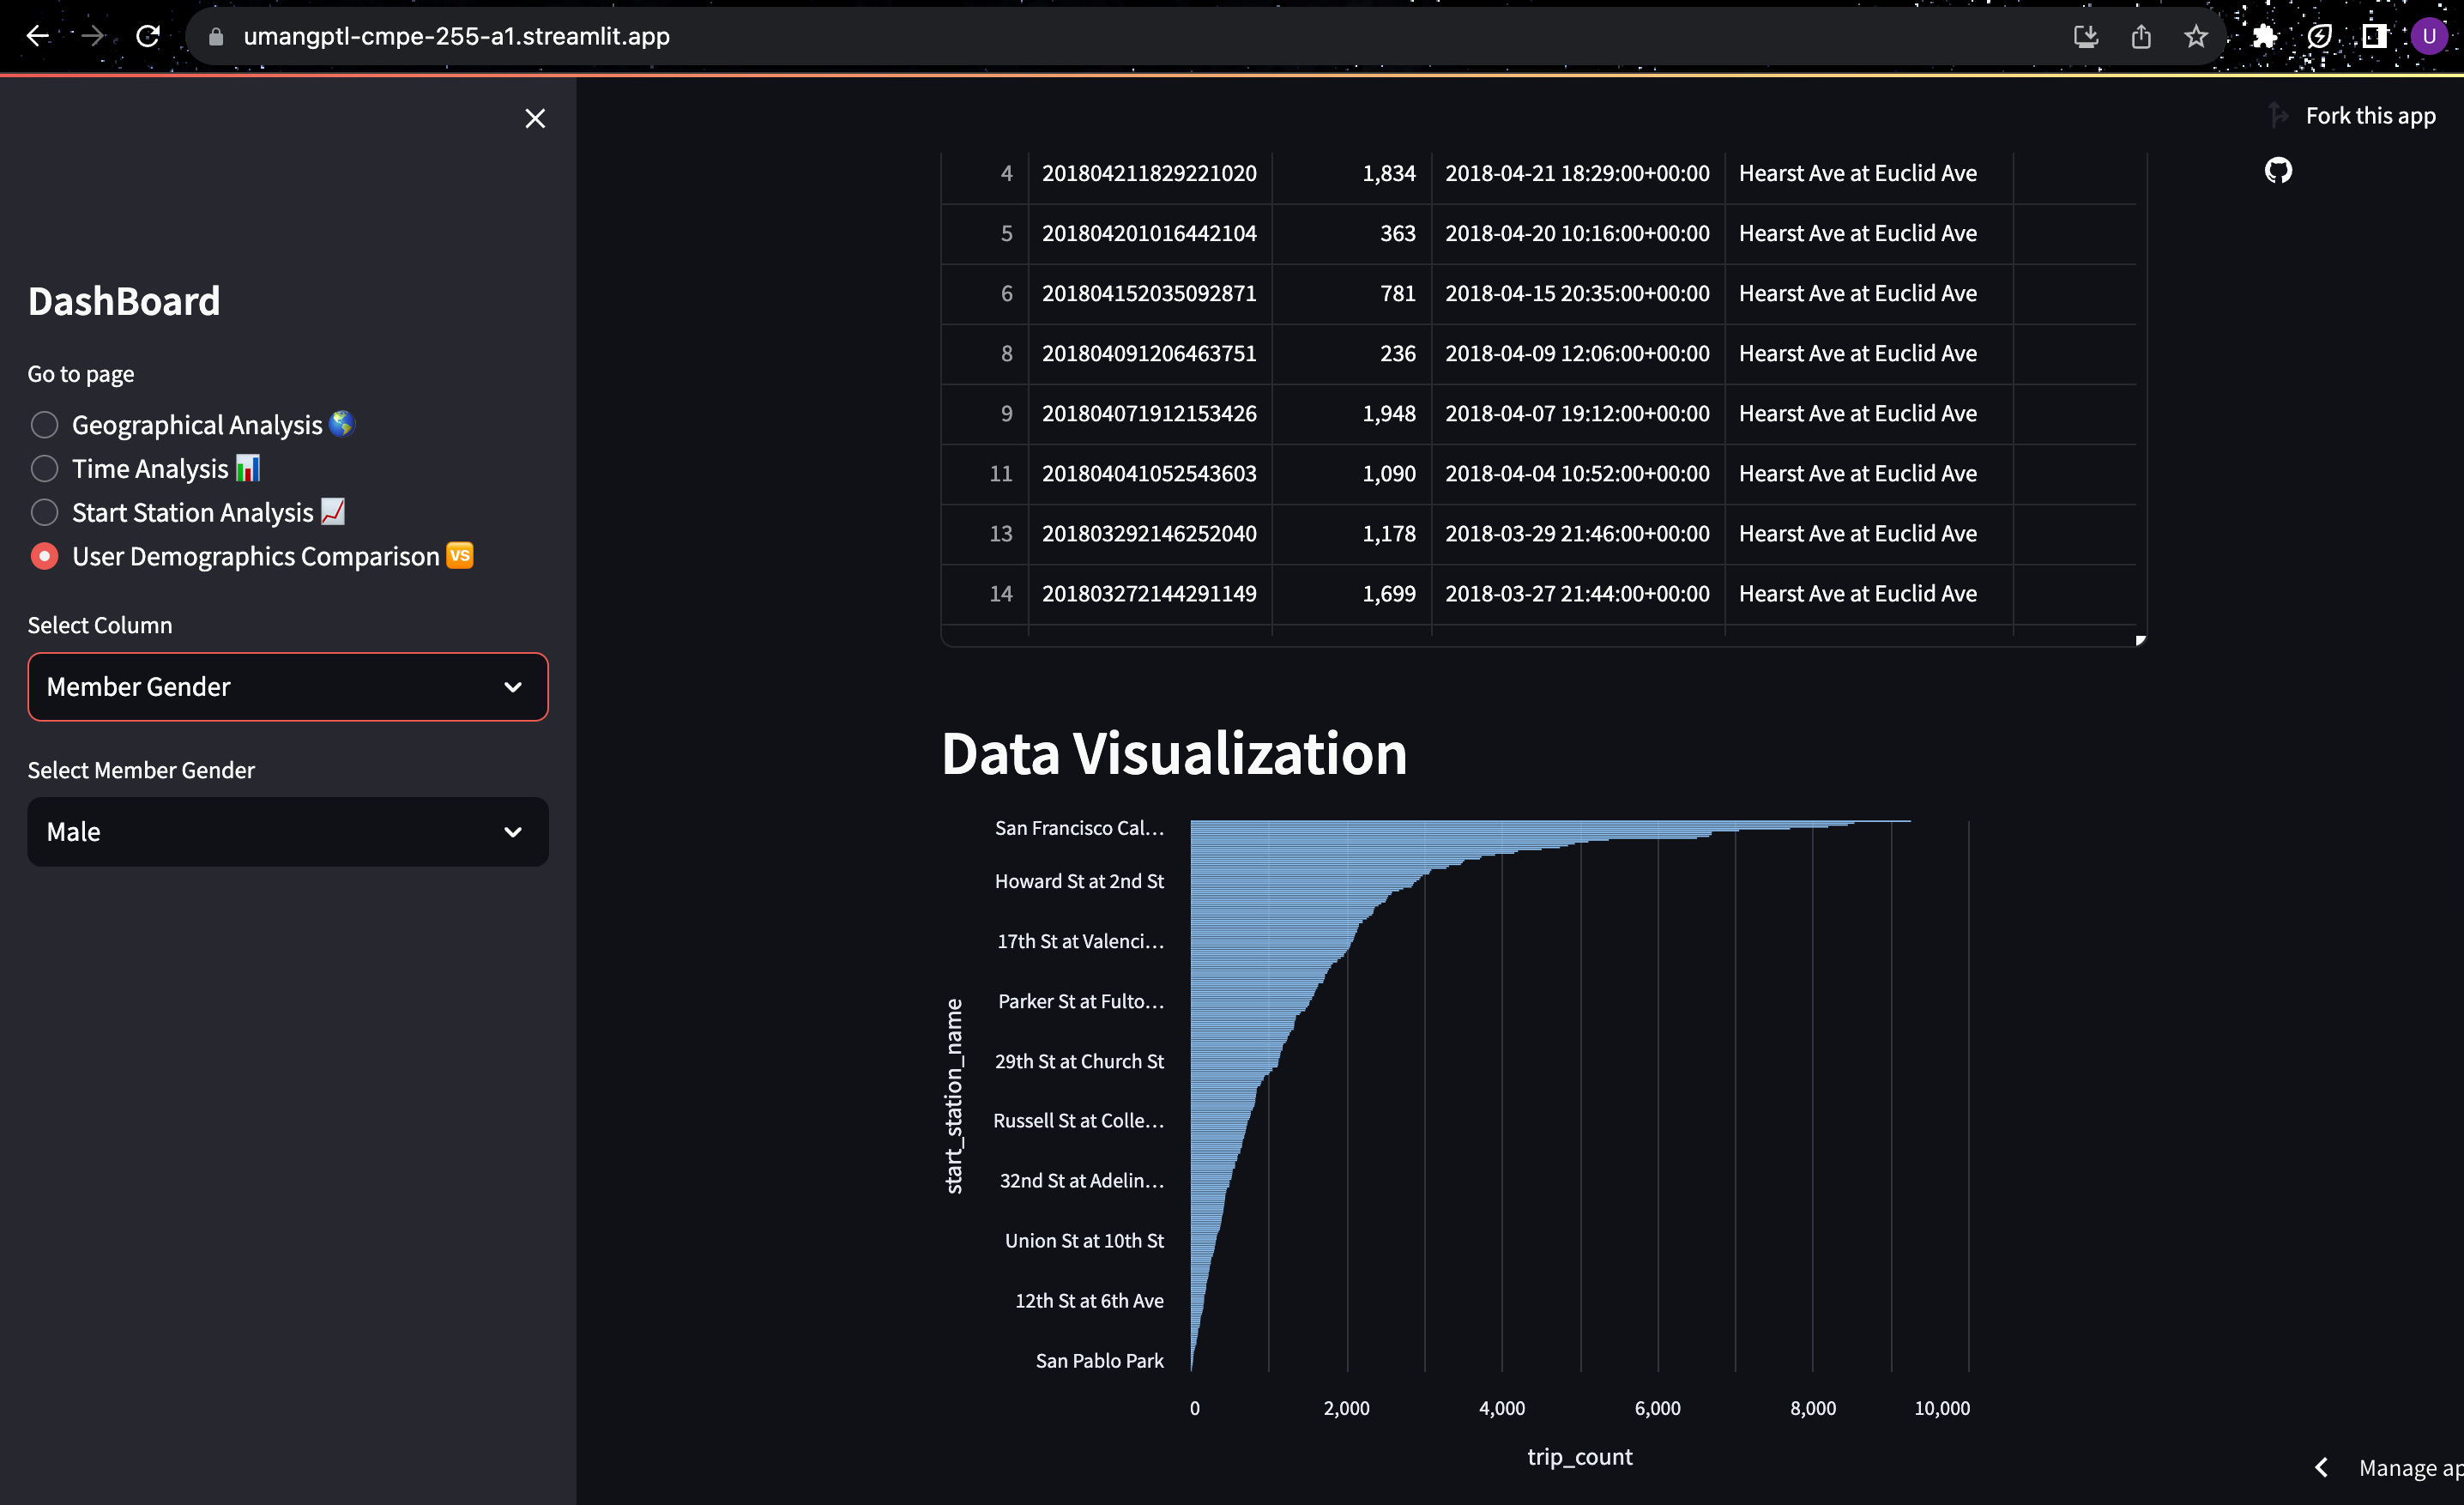 umangptl-cmpe-255-a1.streamlit.app
U
Fork this app
DashBoard
Go to page
Geographical Analysis 🌎
Time Analysis 📊
Start Station Analysis 📈
User Demographics Comparison 🆚
Select Column
Member Gender
Select Member Gender
Male
4 201804211829221020 1,834 2018-04-21 18:29:00+00:00 Hearst Ave at Euclid Ave
5 201804201016442104 363 2018-04-20 10:16:00+00:00 Hearst Ave at Euclid Ave
6 201804152035092871 781 2018-04-15 20:35:00+00:00 Hearst Ave at Euclid Ave
8 201804091206463751 236 2018-04-09 12:06:00+00:00 Hearst Ave at Euclid Ave
9 201804071912153426 1,948 2018-04-07 19:12:00+00:00 Hearst Ave at Euclid Ave
11 201804041052543603 1,090 2018-04-04 10:52:00+00:00 Hearst Ave at Euclid Ave
13 201803292146252040 1,178 2018-03-29 21:46:00+00:00 Hearst Ave at Euclid Ave
14 201803272144291149 1,699 2018-03-27 21:44:00+00:00 Hearst Ave at Euclid Ave
Data Visualization
start_station_name
San Francisco Cal…
Howard St at 2nd St
17th St at Valenci…
Parker St at Fulto…
29th St at Church St
Russell St at Colle…
32nd St at Adelin…
Union St at 10th St
12th St at 6th Ave
San Pablo Park
0 2,000 4,000 6,000 8,000 10,000
trip_count
Manage ap